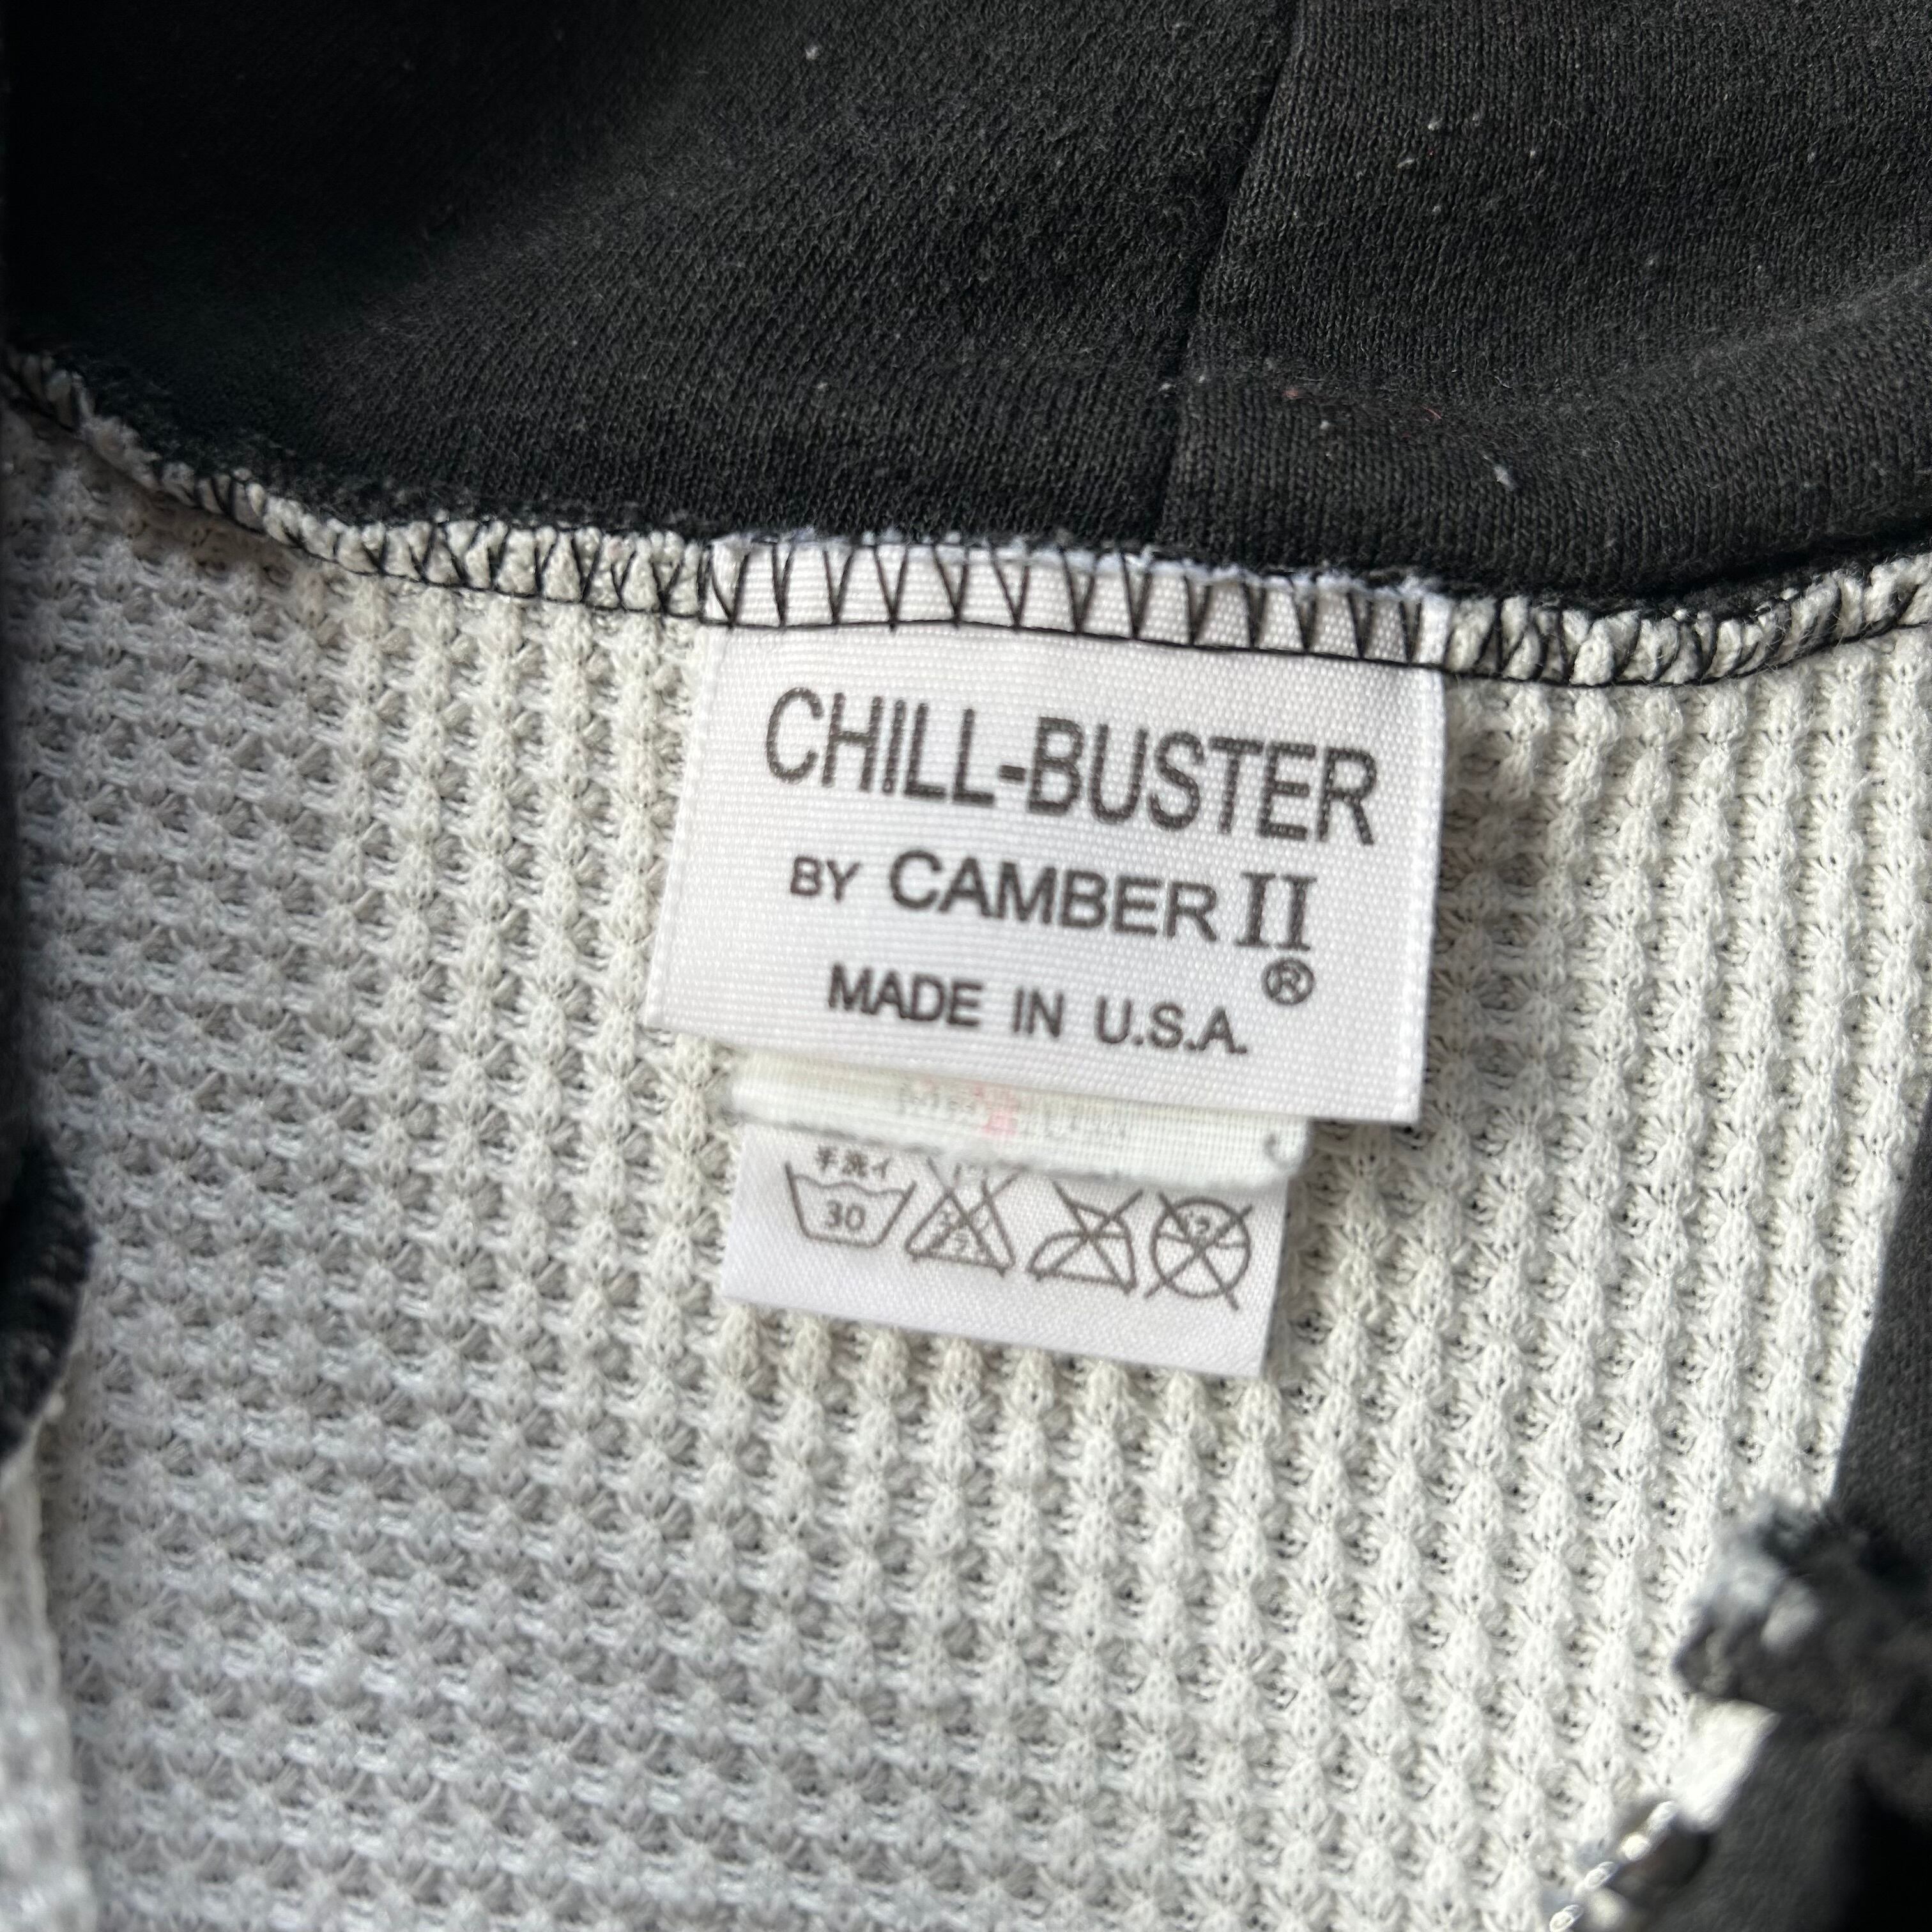 CHILL-BUSTER
BY CAMBER II
®
MADE IN U.S.A.
手洗イ
30